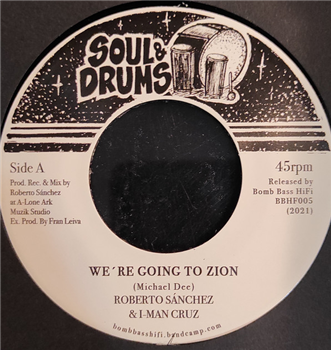 SOUL &
DRUMS
Side A
Prod. Rec. & Mix by
Roberto Sánchez
at A-Lone Ark
Muzik Studio
Ex. Prod. By Fran Leiva
45rpm
Released by
Bomb Bass HiFi
BBHF005
(2021)
WE´RE GOING TO ZION
(Michael Dee)
ROBERTO SÁNCHEZ
& I-MAN CRUZ
bombbasshifi.bandcamp.com